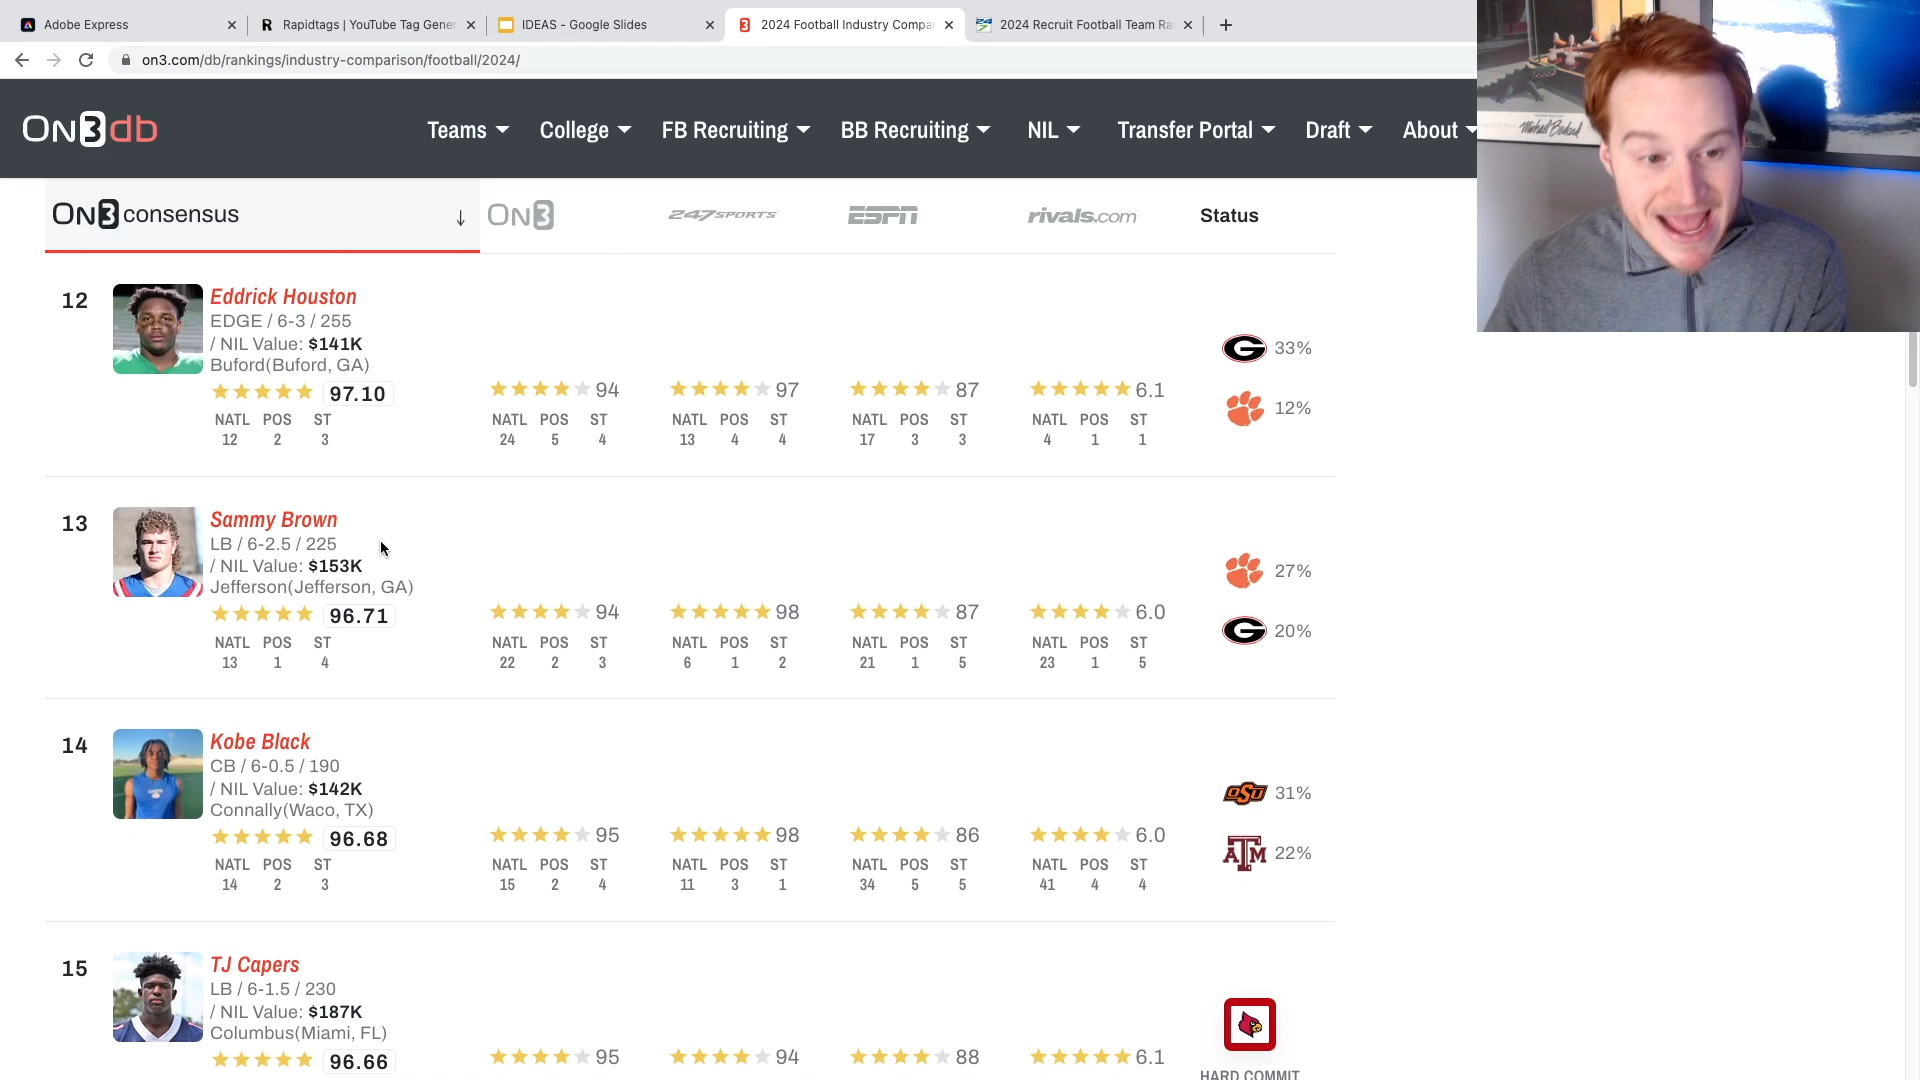 Adobe Express
Rapidtags | YouTube Tag Gener
IDEAS - Google Slides
2024 Football Industry Compa
2024 Recruit Football Team Ra
on3.com/db/rankings/industry-comparison/football/2024/
ON3db
Teams
College
FB Recruiting
BB Recruiting
NIL
Transfer Portal
Draft
About
ON3 consensus
ON3
247SPORTS
ESPN
rivals.com
Status
12
Eddrick Houston
EDGE / 6-3 / 255
/ NIL Value: $141K
Buford(Buford, GA)
97.10
94
97
87
6.1
33%
12%
NATL POS ST
12 2 3
NATL POS ST
24 5 4
NATL POS ST
13 4 4
NATL POS ST
17 3 3
NATL POS ST
4 1 1
13
Sammy Brown
LB / 6-2.5 / 225
/ NIL Value: $153K
Jefferson(Jefferson, GA)
96.71
94
98
87
6.0
27%
20%
NATL POS ST
13 1 4
NATL POS ST
22 2 3
NATL POS ST
6 1 2
NATL POS ST
21 1 5
NATL POS ST
23 1 5
14
Kobe Black
CB / 6-0.5 / 190
/ NIL Value: $142K
Connally(Waco, TX)
96.68
95
98
86
6.0
OSU 31%
ATM 22%
NATL POS ST
14 2 3
NATL POS ST
15 2 4
NATL POS ST
11 3 1
NATL POS ST
34 5 5
NATL POS ST
41 4 4
15
TJ Capers
LB / 6-1.5 / 230
/ NIL Value: $187K
Columbus(Miami, FL)
96.66
95
94
88
6.1
HARD COMMIT